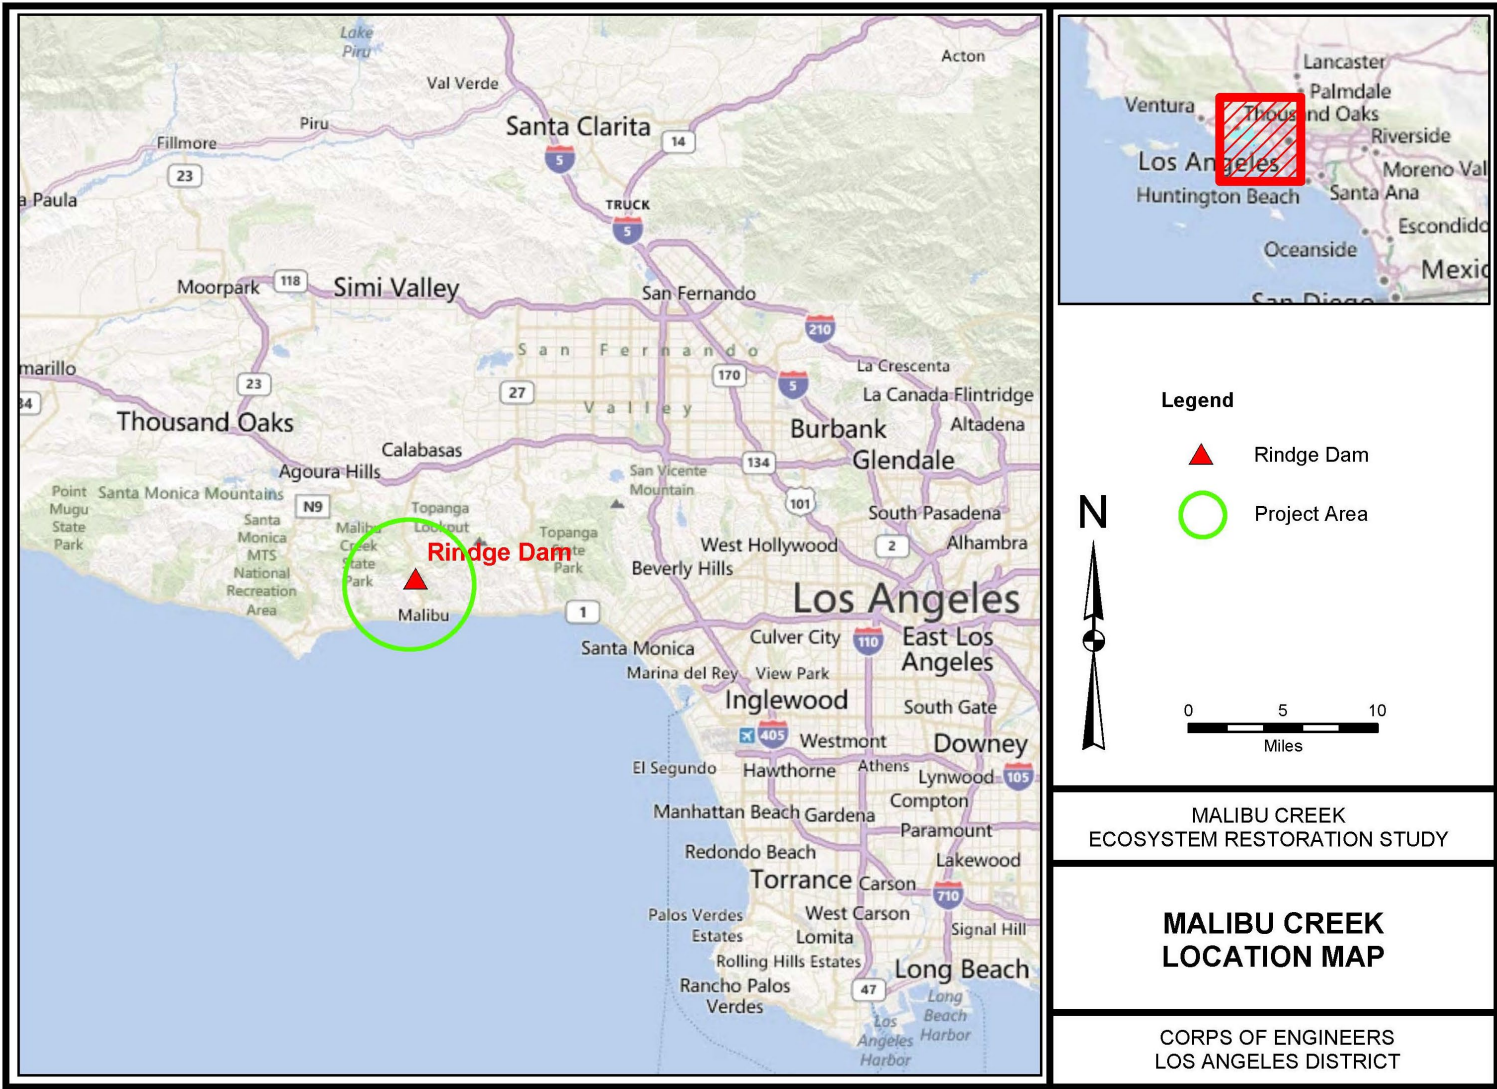 Lake
Piru
Acton
Val Verde
Santa Clarita
Piru
14
Fillmore
5
23
a Paula
TRUCK
5
Moorpark
118
Simi Valley
San Fernando
210
San Fernando
Valley
marillo
La Crescenta
170
5
23
27
La Canada Flintridge
34
Thousand Oaks
Burbank
Altadena
Calabasas
134
Glendale
Agoura Hills
San Vicente
Mountain
Point
Mugu
State
Park
Santa Monica Mountains
N9
101
Topanga
Lookout
Santa
Monica
MTS
National
Recreation
Area
Malibu
Creek
State
Park
South Pasadena
Topanga
State
Park
West Hollywood
2
Alhambra
Rindge Dam
Beverly Hills
Los Angeles
Malibu
1
Culver City
110
East Los
Angeles
Santa Monica
Marina del Rey
View Park
Inglewood
South Gate
405
Westmont
Downey
El Segundo
Hawthorne
Athens
Lynwood
105
Manhattan Beach
Gardena
Compton
Paramount
Redondo Beach
Lakewood
Torrance
Carson
710
Palos Verdes
Estates
West Carson
Lomita
Signal Hill
Rolling Hills Estates
Long Beach
Rancho Palos
Verdes
47
Long
Beach
Harbor
Los
Angeles
Harbor
Lancaster
Palmdale
Ventura
Thousand Oaks
Riverside
Los Angeles
Moreno Val
Huntington Beach
Santa Ana
Escondido
Oceanside
Mexic
San Diego
Legend
Rindge Dam
Project Area
N
0 5 10
Miles
MALIBU CREEK
ECOSYSTEM RESTORATION STUDY
MALIBU CREEK
LOCATION MAP
CORPS OF ENGINEERS
LOS ANGELES DISTRICT